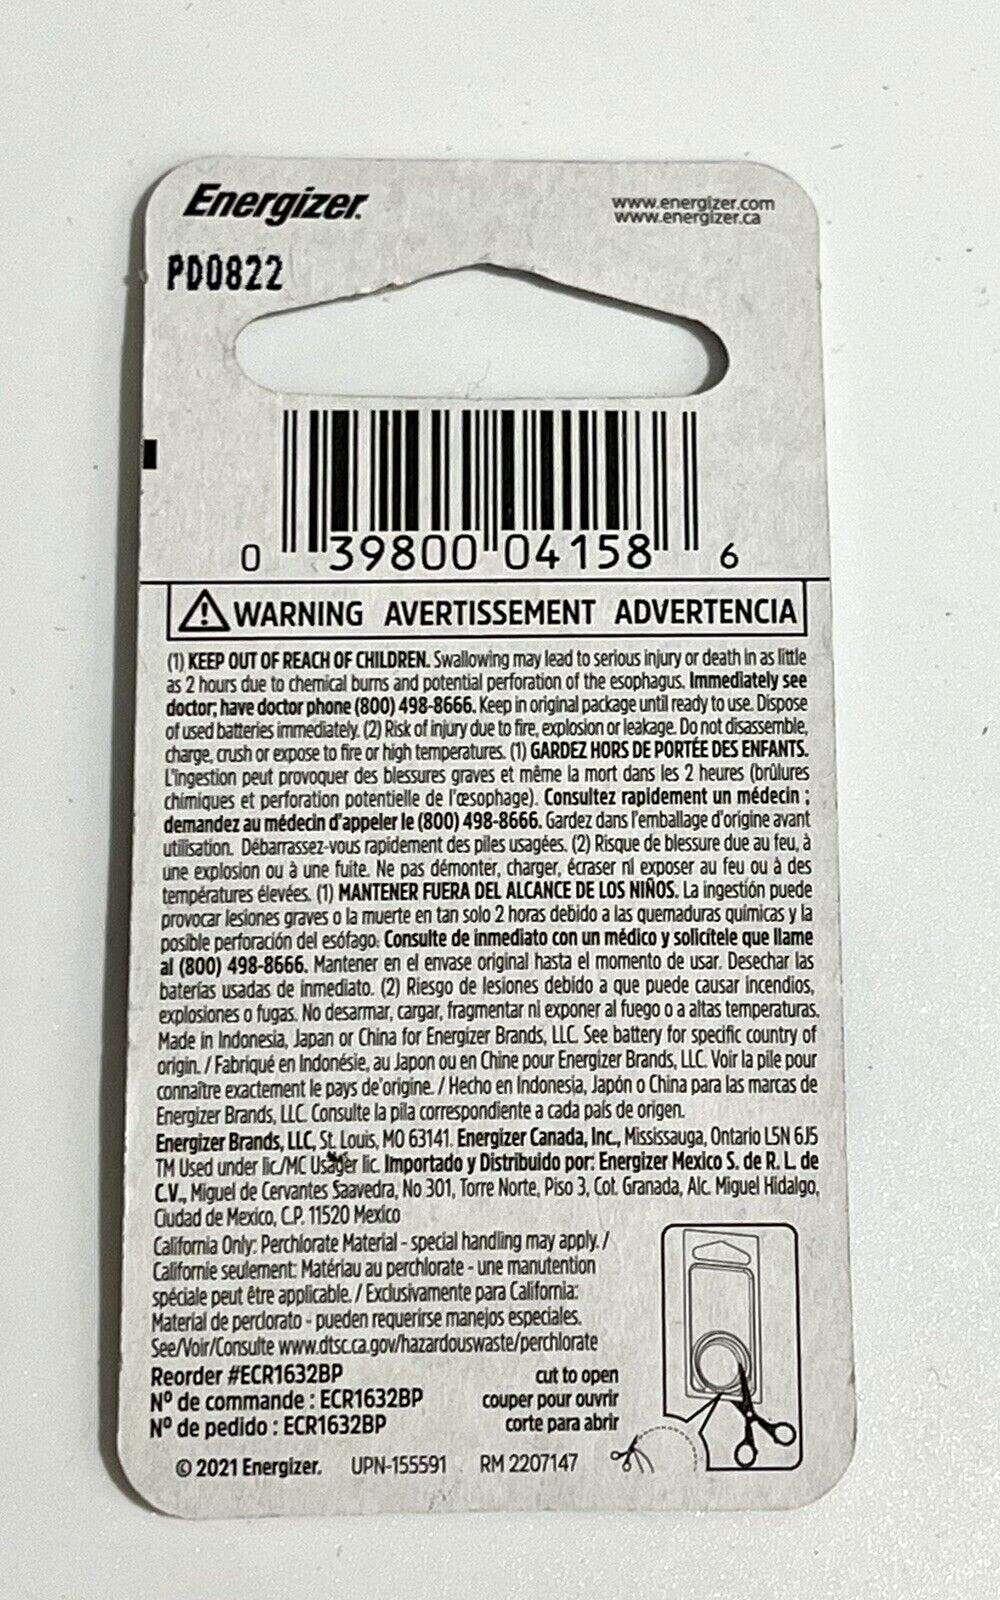 Energizer.
www.energizer.com
www.energizer.ca
PD0822
0 39800 04158 6
WARNING AVERTISSEMENT ADVERTENCIA
(1) KEEP OUT OF REACH OF CHILDREN. Swallowing may lead to serious injury or death in as little
as 2 hours due to chemical burns and potential perforation of the esophagus. Immediately see
doctor; have doctor phone (800) 498-8666. Keep in original package until ready to use. Dispose
of used batteries immediately. (2) Risk of injury due to fire, explosion or leakage. Do not disassemble,
charge, crush or expose to fire or high temperatures. (1) GARDEZ HORS DE PORTÉE DES ENFANTS.
L'ingestion peut provoquer des blessures graves et même la mort dans les 2 heures (brûlures
chimiques et perforation potentielle de l'œsophage). Consultez rapidement un médecin ;
demandez au médecin d'appeler le (800) 498-8666. Gardez dans l'emballage d'origine avant
utilisation. Débarrassez-vous rapidement des piles usagées. (2) Risque de blessure due au feu, à
une explosion ou à une fuite. Ne pas démonter, charger, écraser ni exposer au feu ou à des
températures élevées. (1) MANTENER FUERA DEL ALCANCE DE LOS NIÑOS. La ingestión puede
provocar lesiones graves o la muerte en tan solo 2 horas debido a las quemaduras químicas y la
posible perforación del esófago. Consulte de inmediato con un médico y solicítele que llame
al (800) 498-8666. Mantener en el envase original hasta el momento de usar. Desechar las
baterías usadas de inmediato. (2) Riesgo de lesiones debido a que puede causar incendios,
explosiones o fugas. No desarmar, cargar, fragmentar ni exponer al fuego o a altas temperaturas.
Made in Indonesia, Japan or China for Energizer Brands, LLC. See battery for specific country of
origin. / Fabriqué en Indonésie, au Japon ou en Chine pour Energizer Brands, LLC. Voir la pile pour
connaître exactement le pays de'origine. / Hecho en Indonesia, Japón o China para las marcas de
Energizer Brands, LLC. Consulte la pila correspondiente a cada país de origen.
Energizer Brands, LLC, St. Louis, MO 63141. Energizer Canada, Inc., Mississauga, Ontario L5N 6J5
TM Used under lic./MC Usager lic. Importado y Distribuido por: Energizer Mexico S. de R. L. de
C.V., Miguel de Cervantes Saavedra, No 301, Torre Norte, Piso 3, Col. Granada, Alc. Miguel Hidalgo,
Ciudad de Mexico, C.P. 11520 Mexico
California Only: Perchlorate Material - special handling may apply. /
Californie seulement: Matériau au perchlorate - une manutention
spéciale peut être applicable. / Exclusivamente para California:
Material de perclorato - pueden requerirse manejos especiales.
See/Voir/Consulte www.dtsc.ca.gov/hazardouswaste/perchlorate
Reorder #ECR1632BP
Nº de commande : ECR1632BP
Nº de pedido : ECR1632BP
cut to open
couper pour ouvrir
corte para abrir
© 2021 Energizer. UPN-155591 RM 2207147